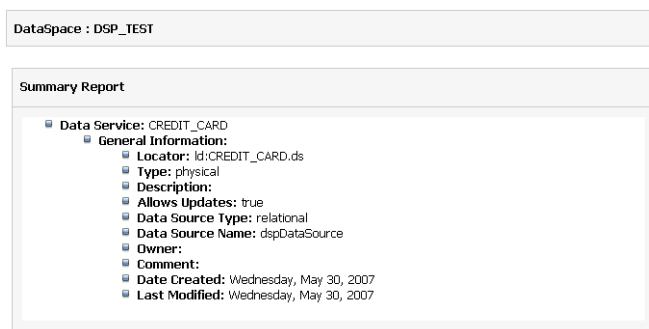 DataSpace : DSP_TEST
Summary Report
Data Service: CREDIT_CARD
General Information:
Locator: ld:CREDIT_CARD.ds
Type: physical
Description:
Allows Updates: true
Data Source Type: relational
Data Source Name: dspDataSource
Owner:
Comment:
Date Created: Wednesday, May 30, 2007
Last Modified: Wednesday, May 30, 2007